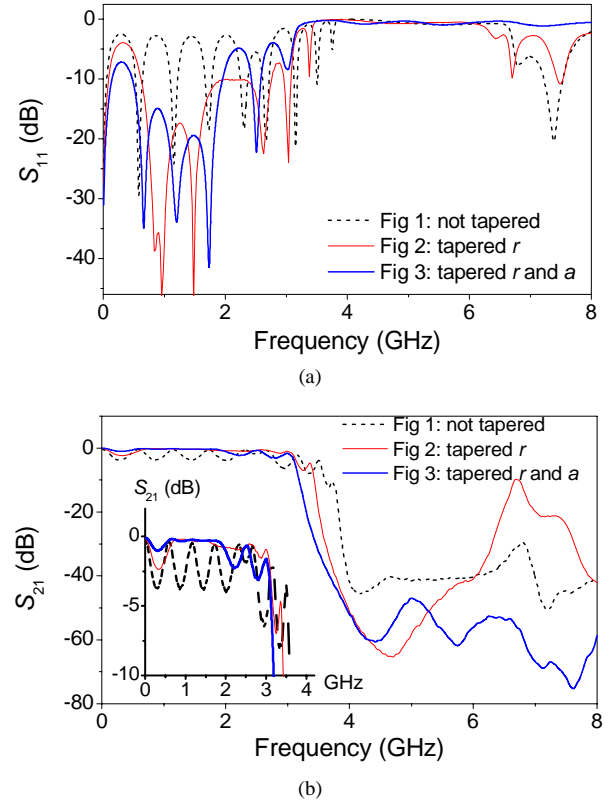 0
-10
-20
-30
-40
S11 (dB)
Fig 1: not tapered
Fig 2: tapered r
Fig 3: tapered r and a
0 2 4 6 8
Frequency (GHz)
(a)
0
-20
-40
-60
-80
S21 (dB)
Fig 1: not tapered
Fig 2: tapered r
Fig 3: tapered r and a
S21 (dB)
0
-5
-10
0 1 2 3 4 GHz
0 2 4 6 8
Frequency (GHz)
(b)